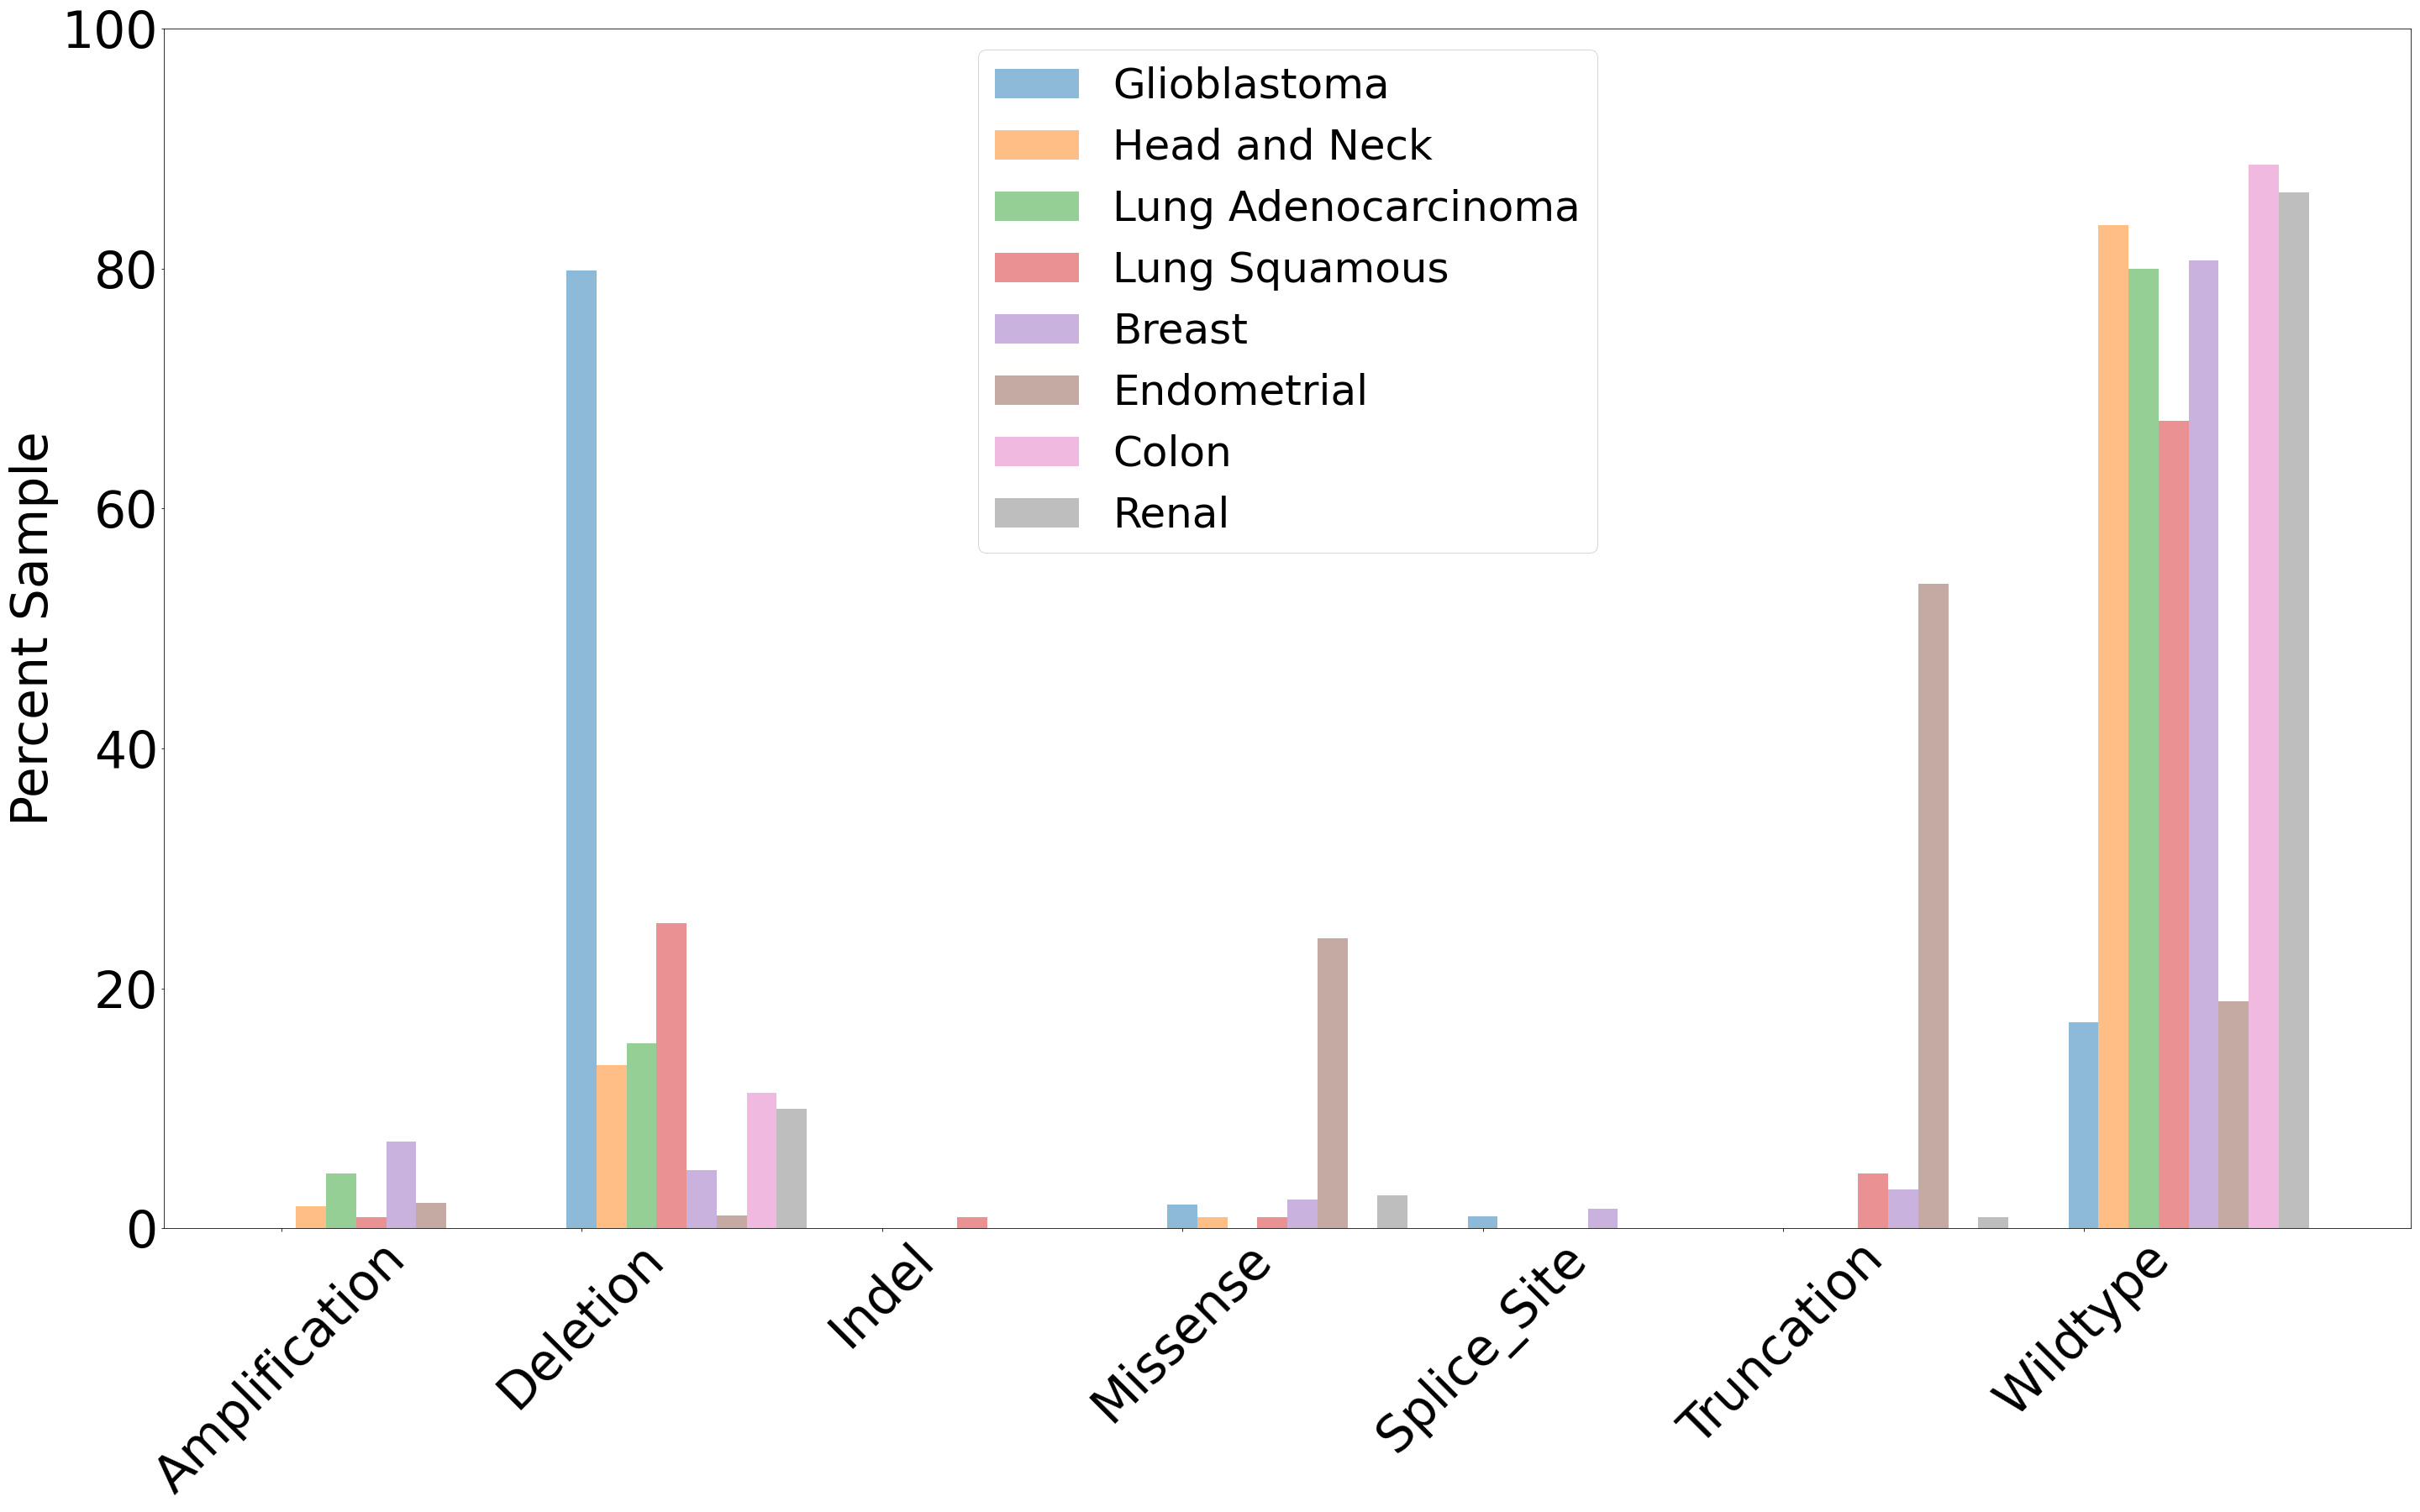 Percent Sample
100
80
60
40
20
0
Glioblastoma
Head and Neck
Lung Adenocarcinoma
Lung Squamous
Breast
Endometrial
Colon
Renal
Amplification
Deletion
Indel
Missense
Splice_Site
Truncation
Wildtype